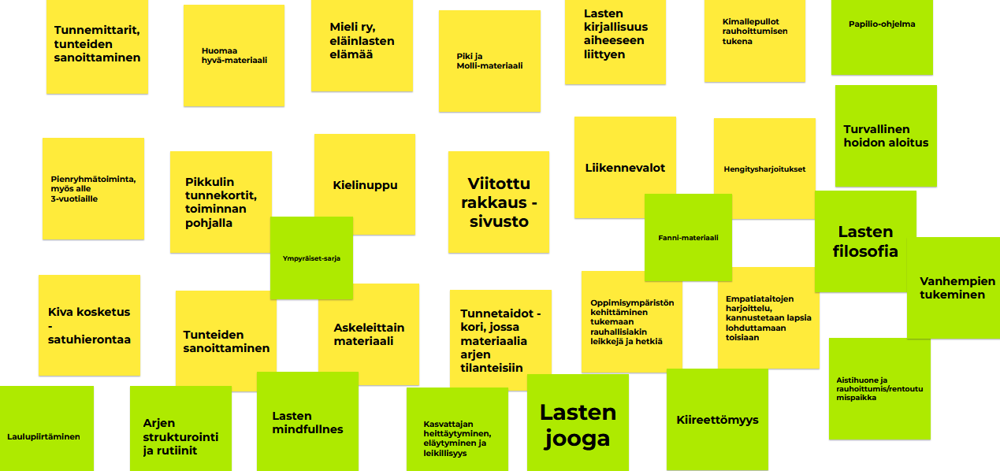 Tunnemittarit,
tunteiden
sanoittaminen
Huomaa
hyvä-materiaali
Mieli ry,
eläinlasten
elämää
Piki ja
Molli-materiaali
Lasten
kirjallisuus
aiheeseen
liittyen
Kimallepullot
rauhoittumisen
tukena
Papilio-ohjelma
Turvallinen
hoidon aloitus
Pienryhmätoiminta,
myös alle
3-vuotiaille
Pikkulin
tunnekortit,
toiminnan
pohjalla
Kielinuppu
Viitottu
rakkaus -
sivusto
Liikennevalot
Hengitysharjoitukset
Ympyräiset-sarja
Fanni-materiaali
Lasten
filosofia
Vanhempien
tukeminen
Kiva kosketus
-
satuhierontaa
Tunteiden
sanoittaminen
Askeleittain
materiaali
Tunnetaidot -
kori, jossa
materiaalia
arjen
tilanteisiin
Oppimisympäristön
kehittäminen
tukemaan
rauhallisiakin
leikkejä ja hetkiä
Empatiataitojen
harjoittelu,
kannustetaan lapsia
lohduttamaan
toisiaan
Aistihuone ja
rauhoittumis/rentoutu
mispaikka
Laulupiirtäminen
Arjen
strukturointi
ja rutiinit
Lasten
mindfullnes
Kasvattajan
heittäytyminen,
eläytyminen ja
leikillisyys
Lasten
jooga
Kiireettömyys